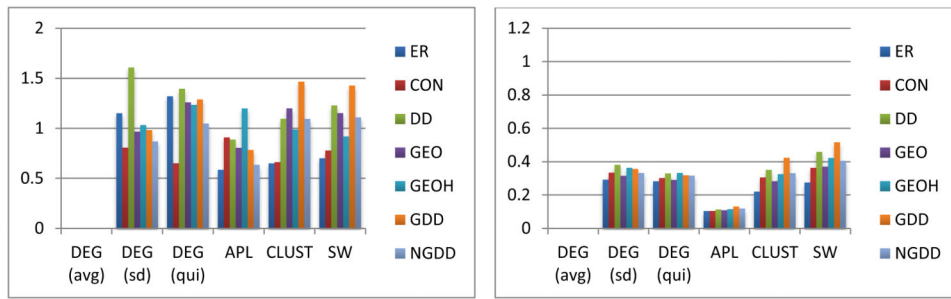 2
1.5
1
0.5
0
DEG DEG DEG APL CLUST SW
(avg) (sd) (qui)
ER
CON
DD
GEO
GEOH
GDD
NGDD
1.2
1
0.8
0.6
0.4
0.2
0
DEG DEG DEG APL CLUST SW
(avg) (sd) (qui)
ER
CON
DD
GEO
GEOH
GDD
NGDD